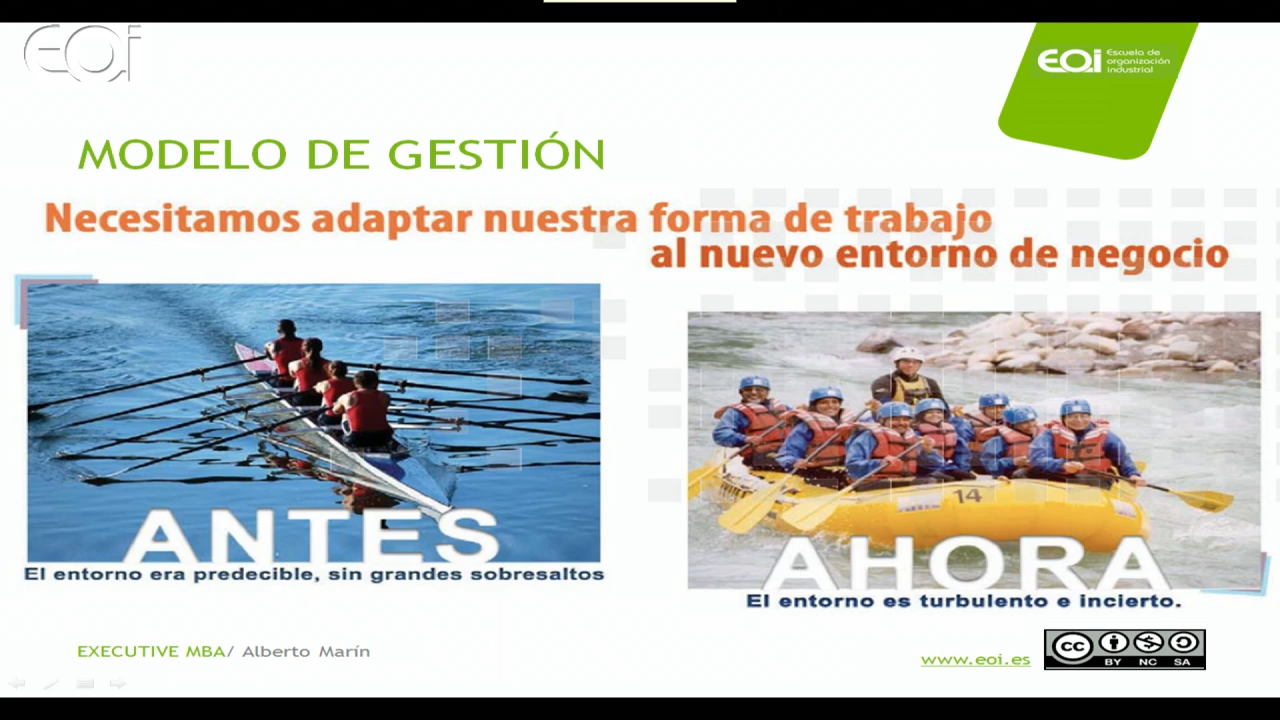 EOi
EOi Escuela de
organización
industrial
MODELO DE GESTIÓN
Necesitamos adaptar nuestra forma de trabajo
al nuevo entorno de negocio
14
ANTES
El entorno era predecible, sin grandes sobresaltos
AHORA
El entorno es turbulento e incierto.
EXECUTIVE MBA/ Alberto Marín
www.eoi.es
cc
BY NC SA